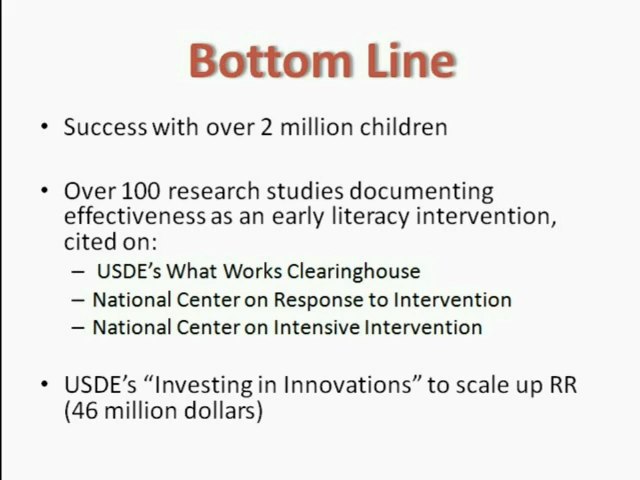 Bottom Line
• Success with over 2 million children
• Over 100 research studies documenting
effectiveness as an early literacy intervention,
cited on:
– USDE’s What Works Clearinghouse
– National Center on Response to Intervention
– National Center on Intensive Intervention
• USDE’s “Investing in Innovations” to scale up RR
(46 million dollars)